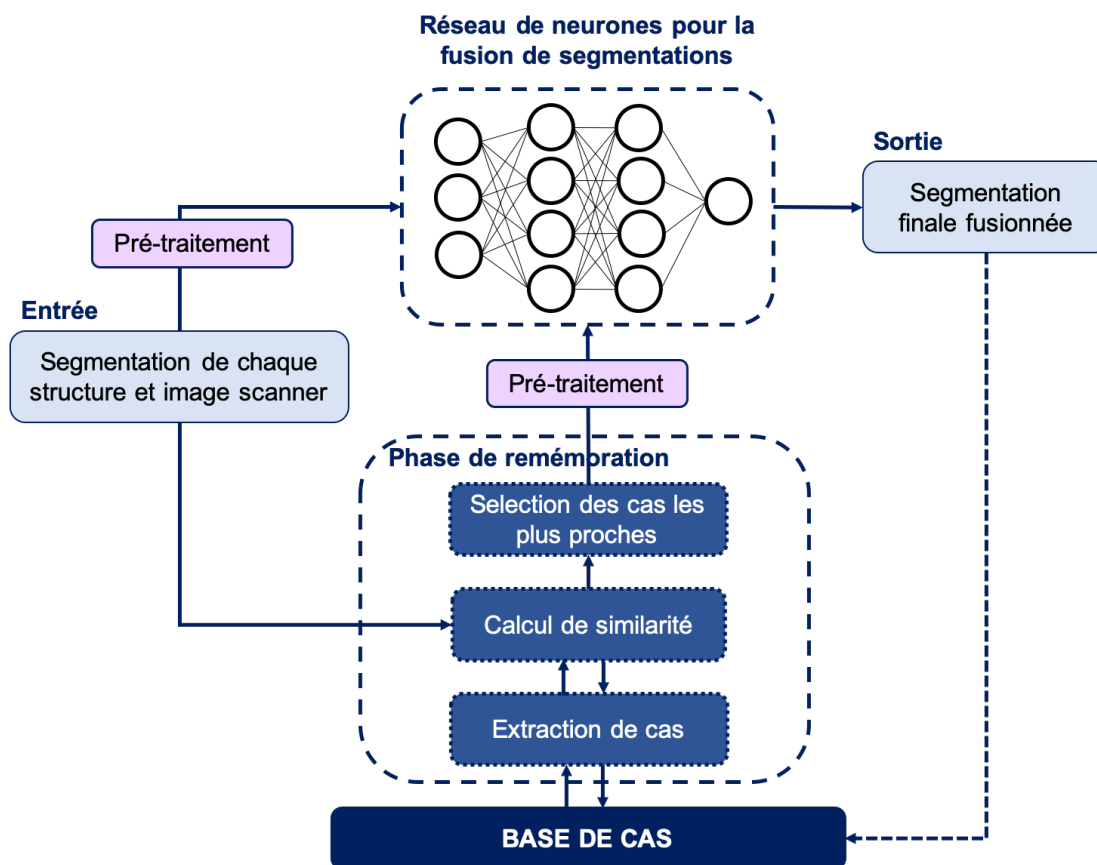 Réseau de neurones pour la
fusion de segmentations
Sortie
Segmentation
finale fusionnée
Pré-traitement
Entrée
Segmentation de chaque
structure et image scanner
Pré-traitement
Phase de remémoration
Selection des cas les
plus proches
Calcul de similarité
Extraction de cas
BASE DE CAS